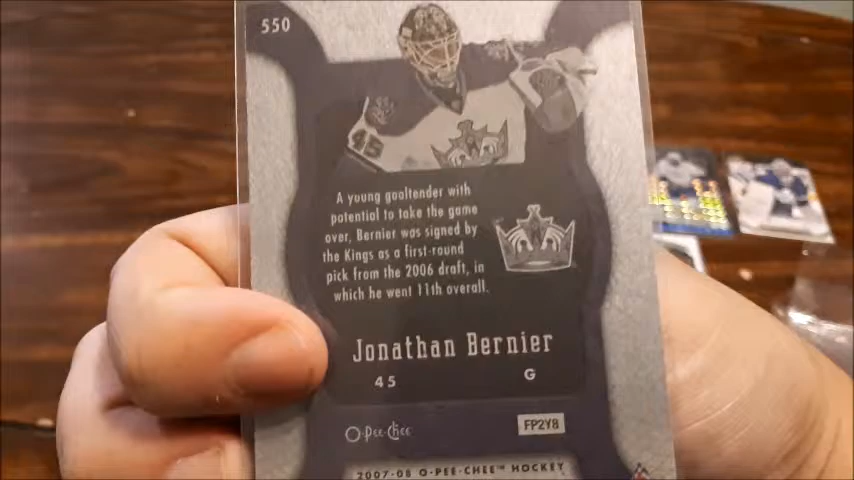 550
45
A young goaltender with
potential to take the game
over, Bernier was signed by
the Kings as a first-round
pick from the 2006 draft, in
which he went 11th overall.
Jonathan Bernier
45 G
O-Pee-Chee FP2Y8
2007-08 O-PEE-CHEE™ HOCKEY